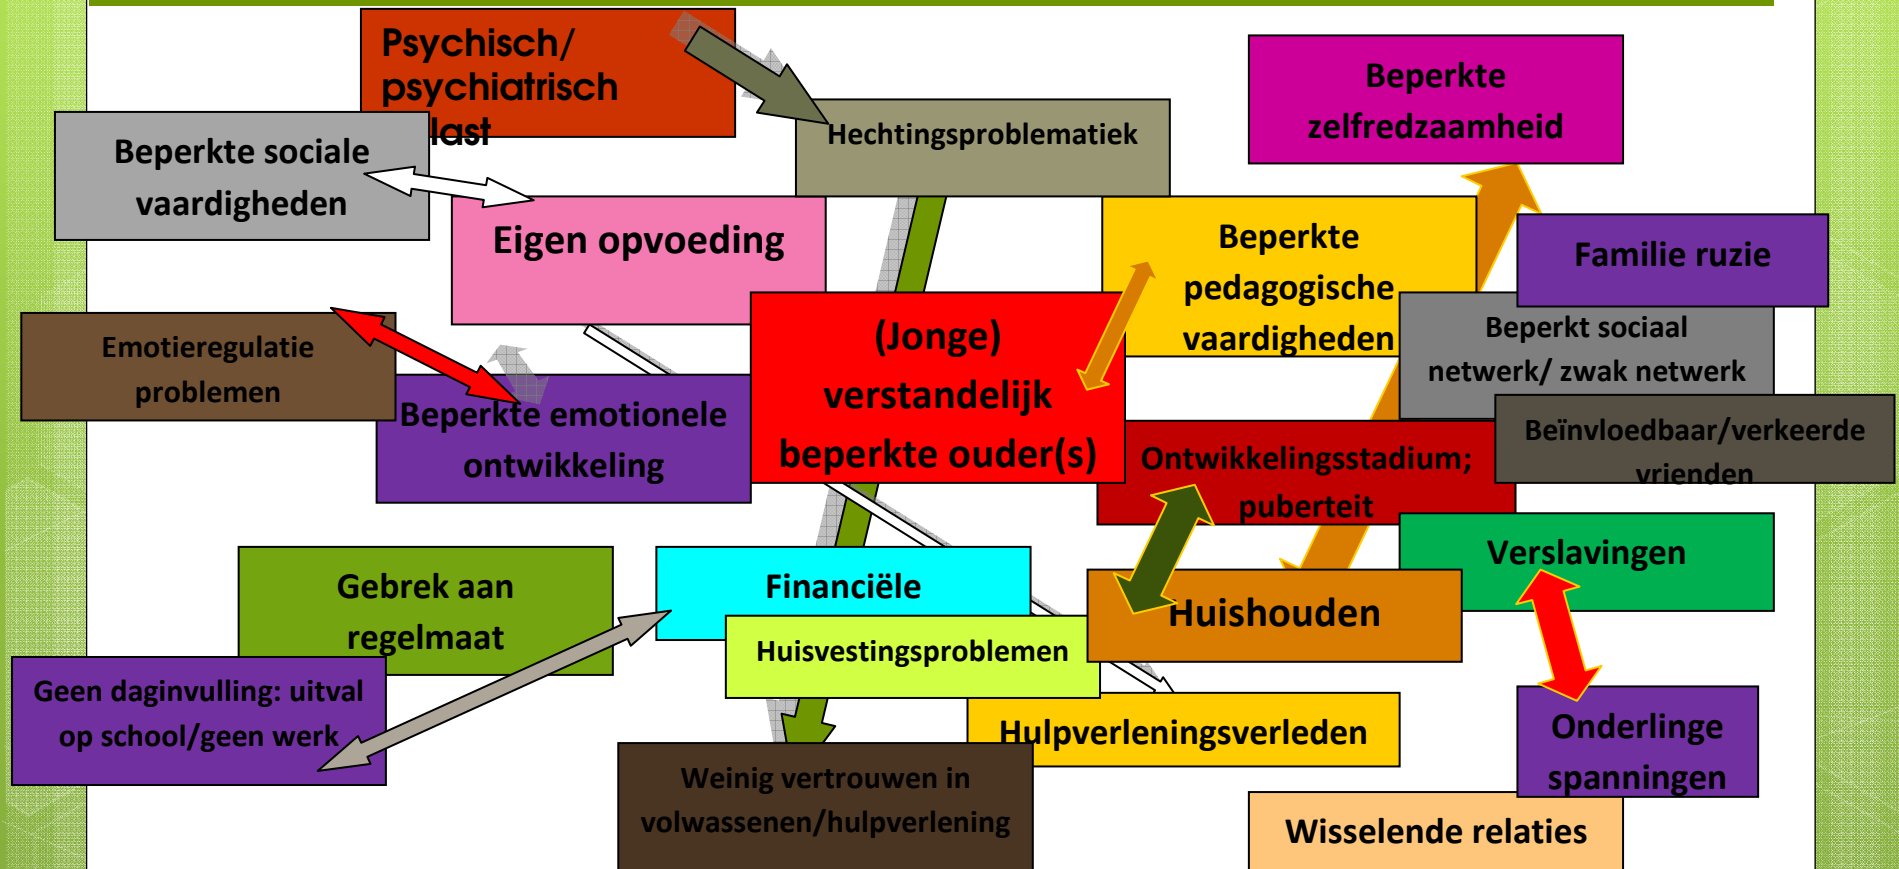 Psychisch/
psychiatrisch
last
Hechtingsproblematiek
Beperkte
zelfredzaamheid
Beperkte sociale
vaardigheden
Eigen opvoeding
Beperkte
pedagogische
vaardigheden
Familie ruzie
Emotieregulatie
problemen
(Jonge)
verstandelijk
beperkte ouder(s)
Beperkt sociaal
netwerk/ zwak netwerk
Beperkte emotionele
ontwikkeling
Ontwikkelingsstadium;
puberteit
Beïnvloedbaar/verkeerde
vrienden
Gebrek aan
regelmaat
Financiële
Huishouden
Verslavingen
Huisvestingsproblemen
Geen daginvulling: uitval
op school/geen werk
Hulpverleningsverleden
Onderlinge
spanningen
Weinig vertrouwen in
volwassenen/hulpverlening
Wisselende relaties